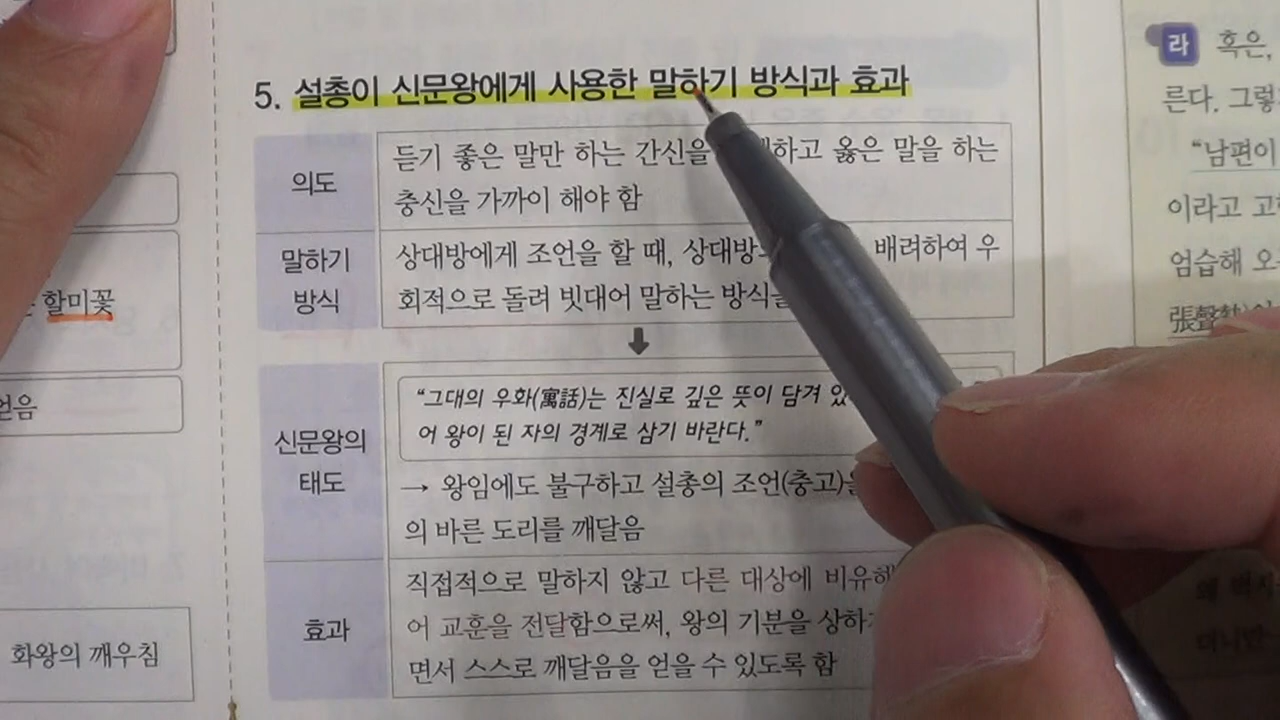 5. 설총이 신문왕에게 사용한 말하기 방식과 효과
의도
듣기 좋은 말만 하는 간신을 하고 옳은 말을 하는
충신을 가까이 해야 함
말하기
방식
상대방에게 조언을 할 때, 배려하여 우
회적으로 돌려 빗대어 말하는 방식을
신문왕의
태도
“그대의 우화(寓話)는 진실로 깊은 뜻이 담겨
어 왕이 된 자의 경계로 삼기 바란다.”
→ 왕임에도 불구하고 설총의 조언(충고)을
의 바른 도리를 깨달음
효과
직접적으로 말하지 않고 다른 대상에
어 교훈을 전달함으로써, 왕의 기분을
면서 스스로 깨달음을 얻을 수 있도록 함
할미꽃
얻음
화왕의 깨우침
라 혹은,
른다. 그렇
“남편이
이라고
엄습해